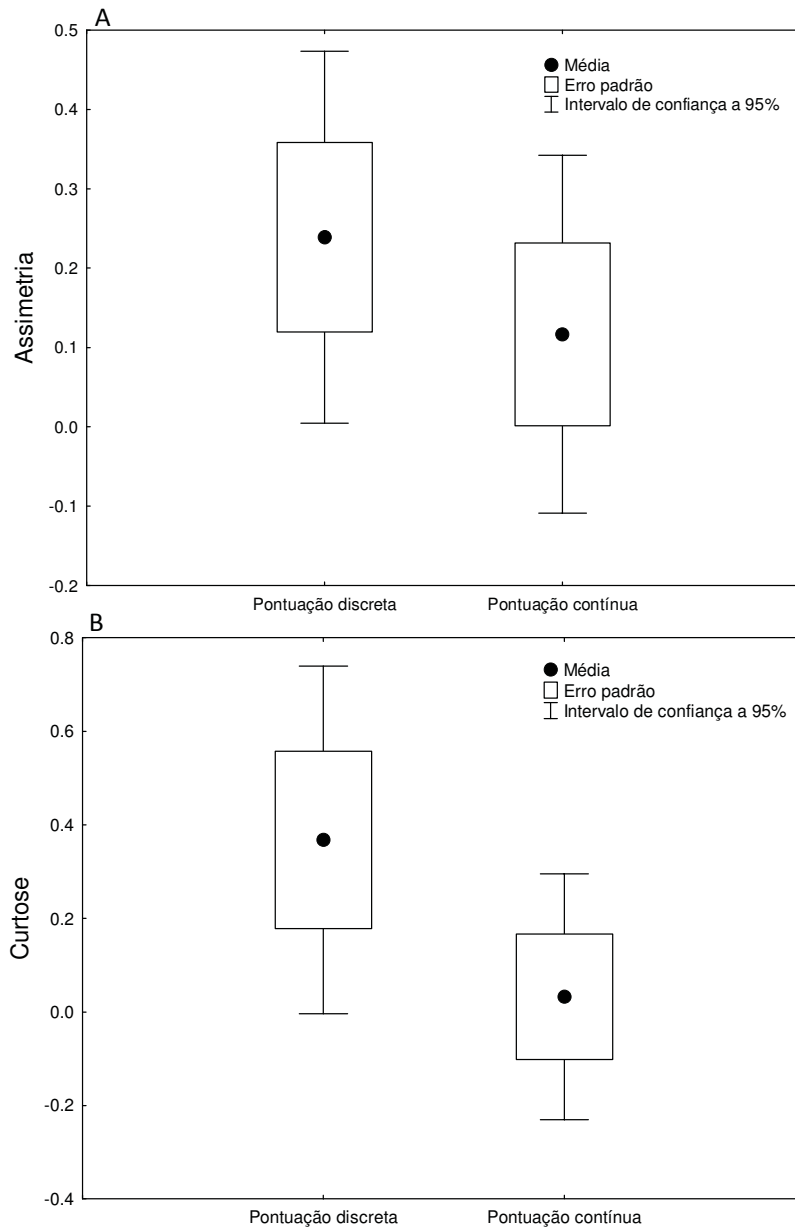 A
0.5
0.4
0.3
0.2
0.1
0.0
-0.1
-0.2
Assimetria
Média
Erro padrão
Intervalo de confiança a 95%
Pontuação discreta
Pontuação contínua
B
0.8
0.6
0.4
0.2
0.0
-0.2
-0.4
Curtose
Média
Erro padrão
Intervalo de confiança a 95%
Pontuação discreta
Pontuação contínua